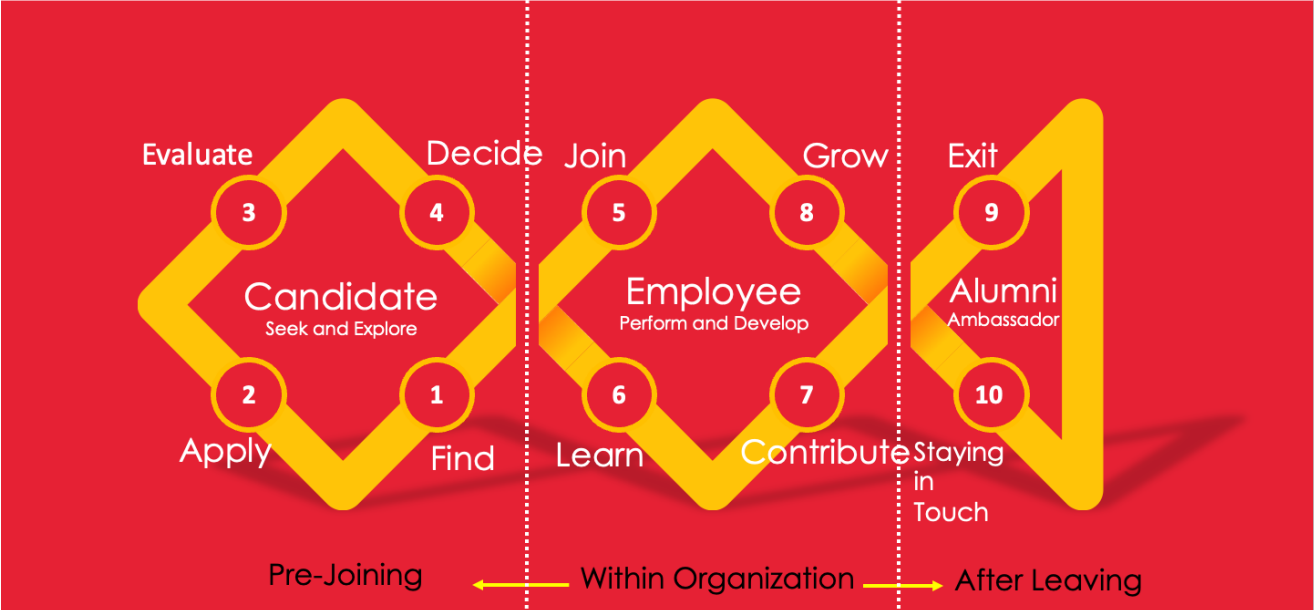 Evaluate
Decide
Join
Grow
Exit
3
4
5
8
9
Candidate
Seek and Explore
Employee
Perform and Develop
Alumni
Ambassador
2
1
6
7
10
Apply
Find
Learn
Contribute
Staying
in
Touch
Pre-Joining
Within Organization
After Leaving